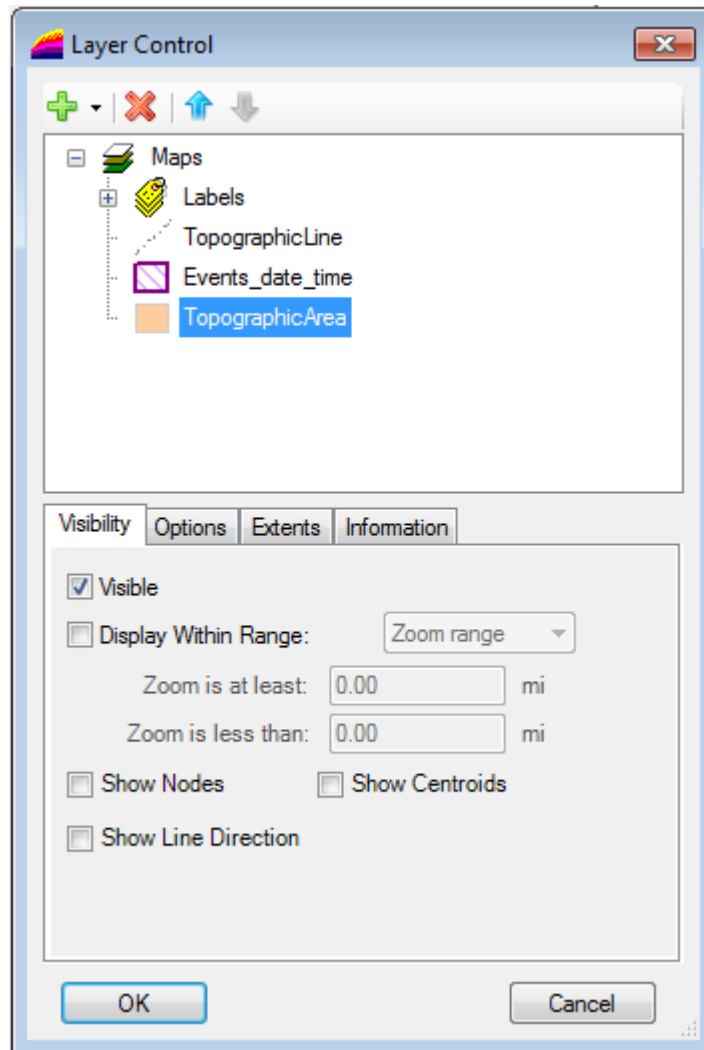 Layer Control
Maps
Labels
TopographicLine
Events_date_time
TopographicArea
Visibility Options Extents Information
Visible
Display Within Range: Zoom range
Zoom is at least: 0.00 mi
Zoom is less than: 0.00 mi
Show Nodes Show Centroids
Show Line Direction
OK Cancel